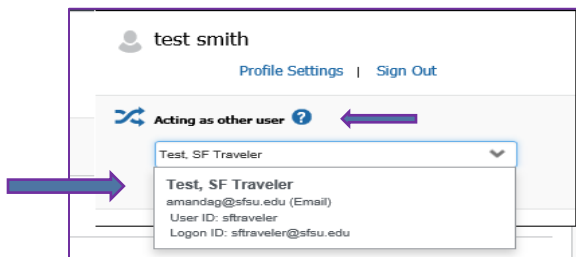 test smith
Profile Settings | Sign Out
Acting as other user ?
Test, SF Traveler
Test, SF Traveler
amandag@sfsu.edu (Email)
User ID: sftraveler
Logon ID: sftraveler@sfsu.edu